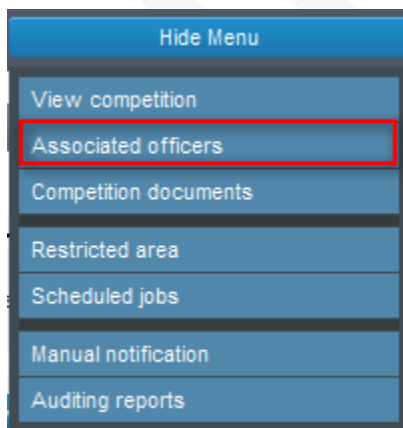 Hide Menu
View competition
Associated officers
Competition documents
Restricted area
Scheduled jobs
Manual notification
Auditing reports